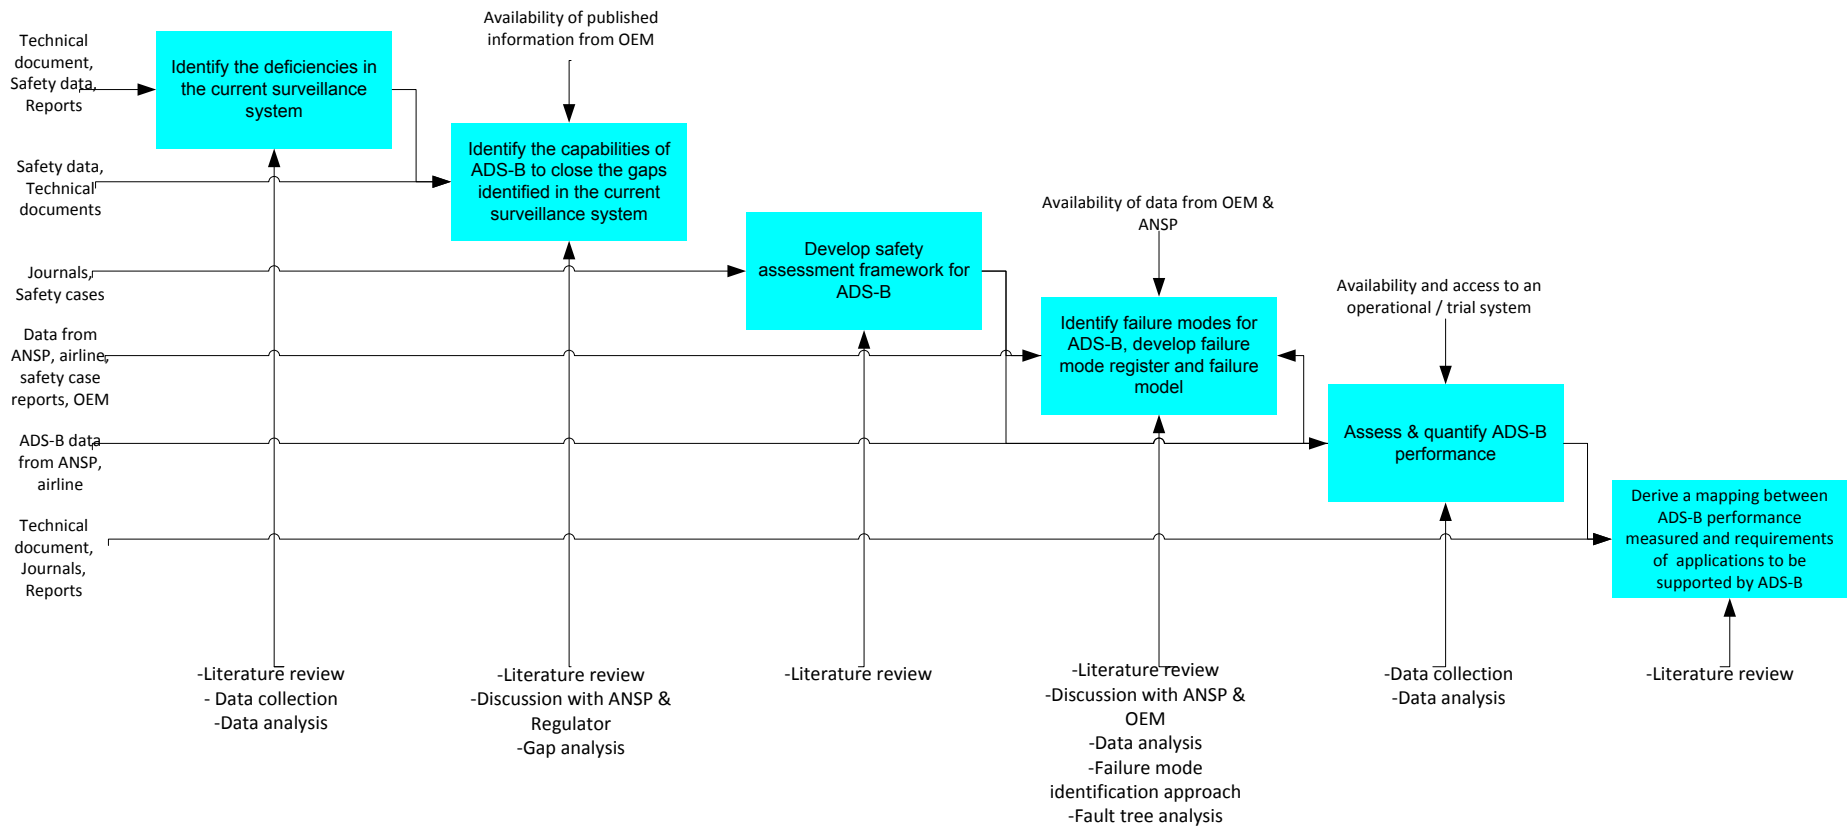 Technical
document,
Safety data,
Reports
Identify the deficiencies in
the current surveillance
system
Availability of published
information from OEM
Safety data,
Technical
documents
Identify the capabilities of
ADS-B to close the gaps
identified in the current
surveillance system
Journals,
Safety cases
Develop safety
assessment framework for
ADS-B
Availability of data from OEM &
ANSP
Data from
ANSP, airline,
safety case
reports, OEM
Identify failure modes for
ADS-B, develop failure
mode register and failure
model
Availability and access to an
operational / trial system
ADS-B data
from ANSP,
airline
Assess & quantify ADS-B
performance
Technical
document,
Journals,
Reports
Derive a mapping between
ADS-B performance
measured and requirements
of applications to be
supported by ADS-B
-Literature review
- Data collection
-Data analysis
-Literature review
-Discussion with ANSP &
Regulator
-Gap analysis
-Literature review
-Literature review
-Discussion with ANSP &
OEM
-Data analysis
-Failure mode
identification approach
-Fault tree analysis
-Data collection
-Data analysis
-Literature review